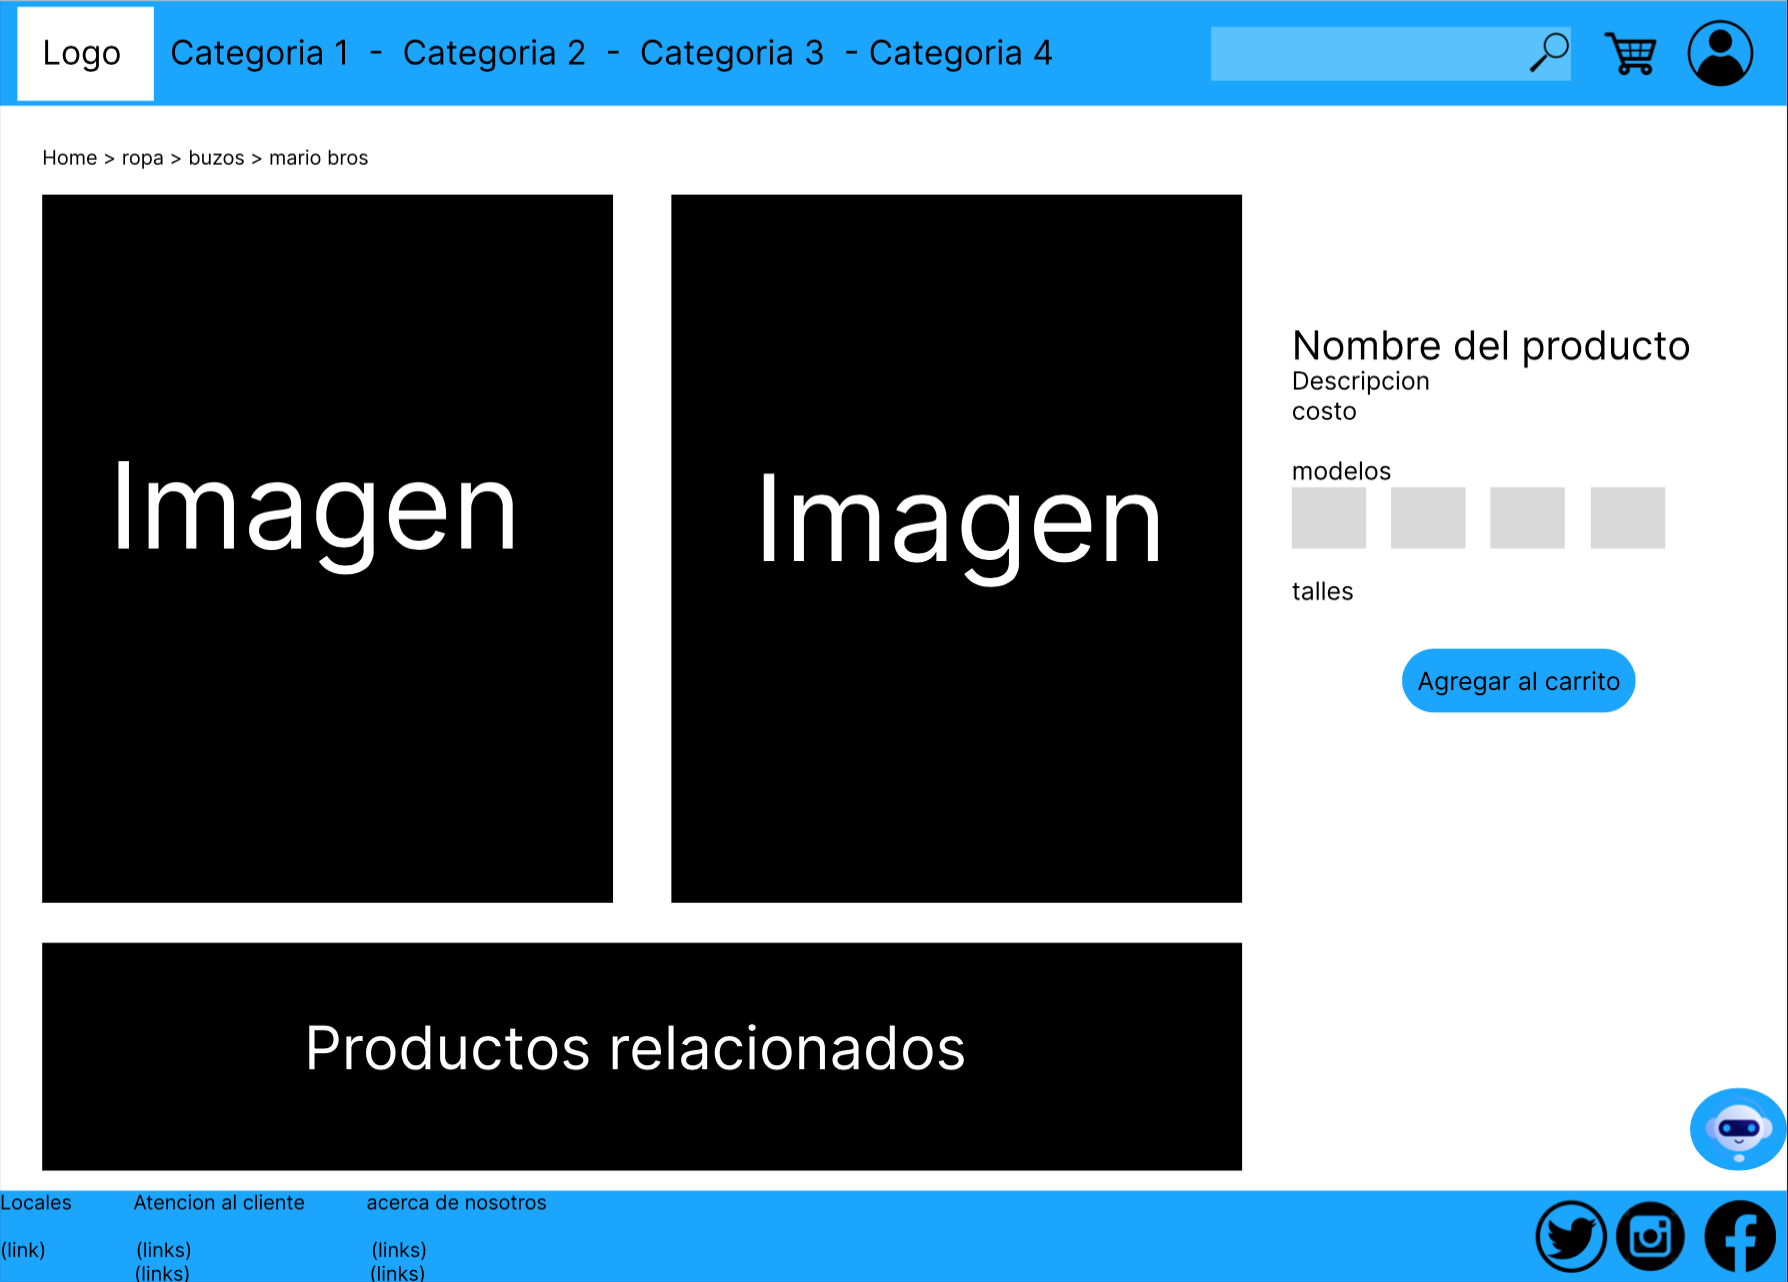 Logo
Categoria 1 - Categoria 2 - Categoria 3 - Categoria 4
Home > ropa > buzos > mario bros
Imagen
Imagen
Nombre del producto
Descripcion
costo
modelos
talles
Agregar al carrito
Productos relacionados
Locales Atencion al cliente acerca de nosotros
(link) (links) (links)
(links) (links)